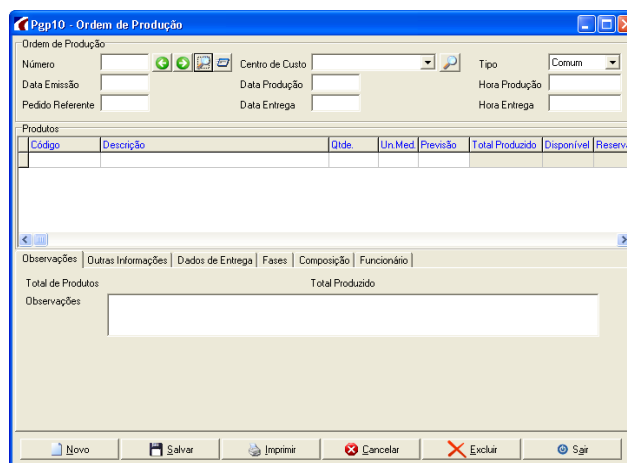 Pgp10 - Ordem de Produção
Ordem de Produção
Número Centro de Custo Tipo Comum
Data Emissão Data Produção Hora Produção
Pedido Referente Data Entrega Hora Entrega
Produtos
Código Descrição Qtde. Un.Med. Previsão Total Produzido Disponível Reserva
Observações Outras Informações Dados de Entrega Fases Composição Funcionário
Total de Produtos Total Produzido
Observações
Novo Salvar Imprimir Cancelar Excluir Sair